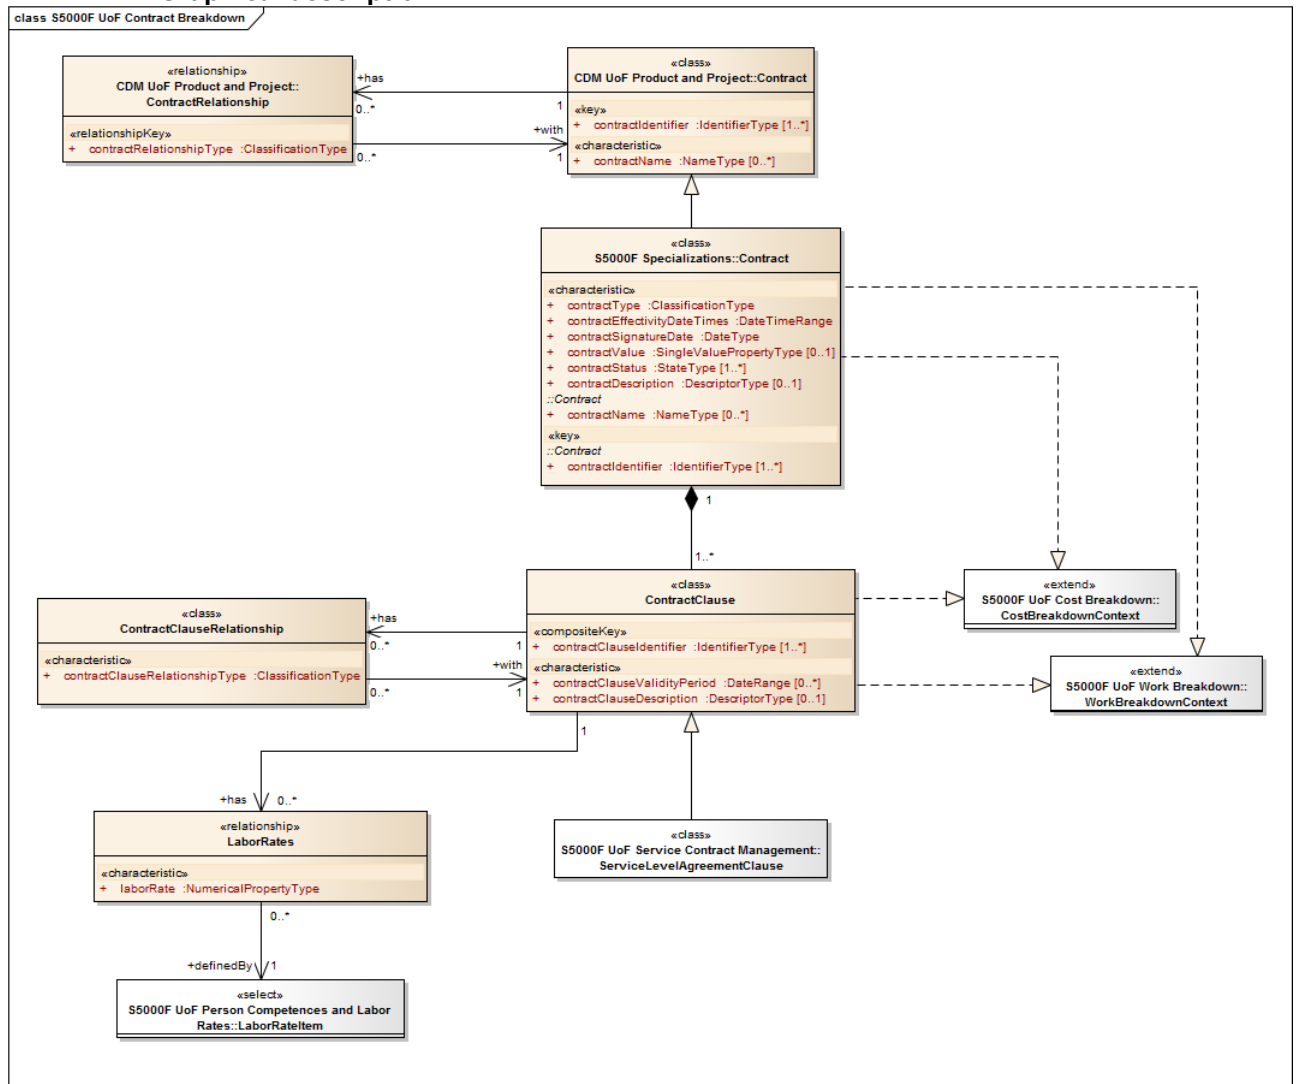 class S5000F UoF Contract Breakdown
«relationship»
CDM UoF Product and Project::
ContractRelationship
«relationshipKey»
+ contractRelationshipType :ClassificationType
+has
0..*
1
+with
0..*
1
«class»
CDM UoF Product and Project::Contract
«key»
+ contractIdentifier :IdentifierType [1..*]
«characteristic»
+ contractName :NameType [0..*]
«class»
S5000F Specializations::Contract
«characteristic»
+ contractType :ClassificationType
+ contractEffectivityDateTimes :DateTimeRange
+ contractSignatureDate :DateType
+ contractValue :SingleValuePropertyType [0..1]
+ contractStatus :StateType [1..*]
+ contractDescription :DescriptorType [0..1]
::Contract
+ contractName :NameType [0..*]
«key»
::Contract
+ contractIdentifier :IdentifierType [1..*]
1
1..*
«class»
ContractClauseRelationship
«characteristic»
+ contractClauseRelationshipType :ClassificationType
+has
0..*
1
+with
0..*
1
«class»
ContractClause
«compositeKey»
+ contractClauseIdentifier :IdentifierType [1..*]
«characteristic»
+ contractClauseValidityPeriod :DateRange [0..*]
+ contractClauseDescription :DescriptorType [0..1]
«extend»
S5000F UoF Cost Breakdown::
CostBreakdownContext
«extend»
S5000F UoF Work Breakdown::
WorkBreakdownContext
1
+has
0..*
«relationship»
LaborRates
«characteristic»
+ laborRate :NumericalPropertyType
«class»
S5000F UoF Service Contract Management::
ServiceLevelAgreementClause
0..*
+definedBy
1
«select»
S5000F UoF Person Competences and Labor
Rates::LaborRateItem